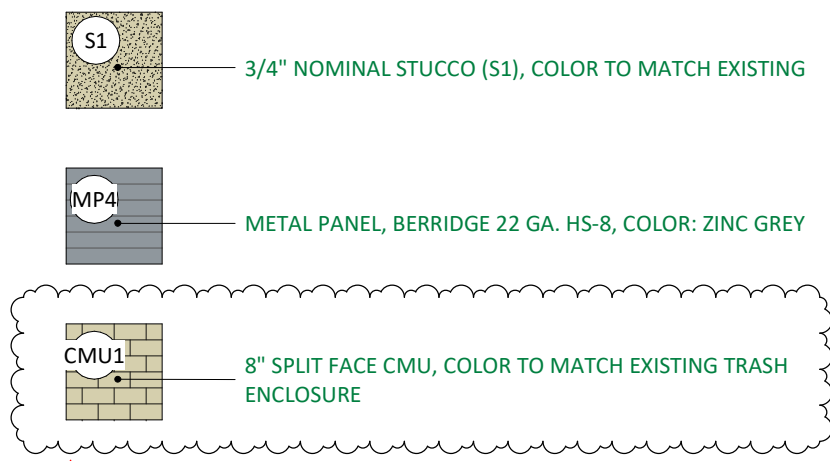 S1
3/4" NOMINAL STUCCO (S1), COLOR TO MATCH EXISTING
MP4
METAL PANEL, BERRIDGE 22 GA. HS-8, COLOR: ZINC GREY
CMU1
8" SPLIT FACE CMU, COLOR TO MATCH EXISTING TRASH
ENCLOSURE